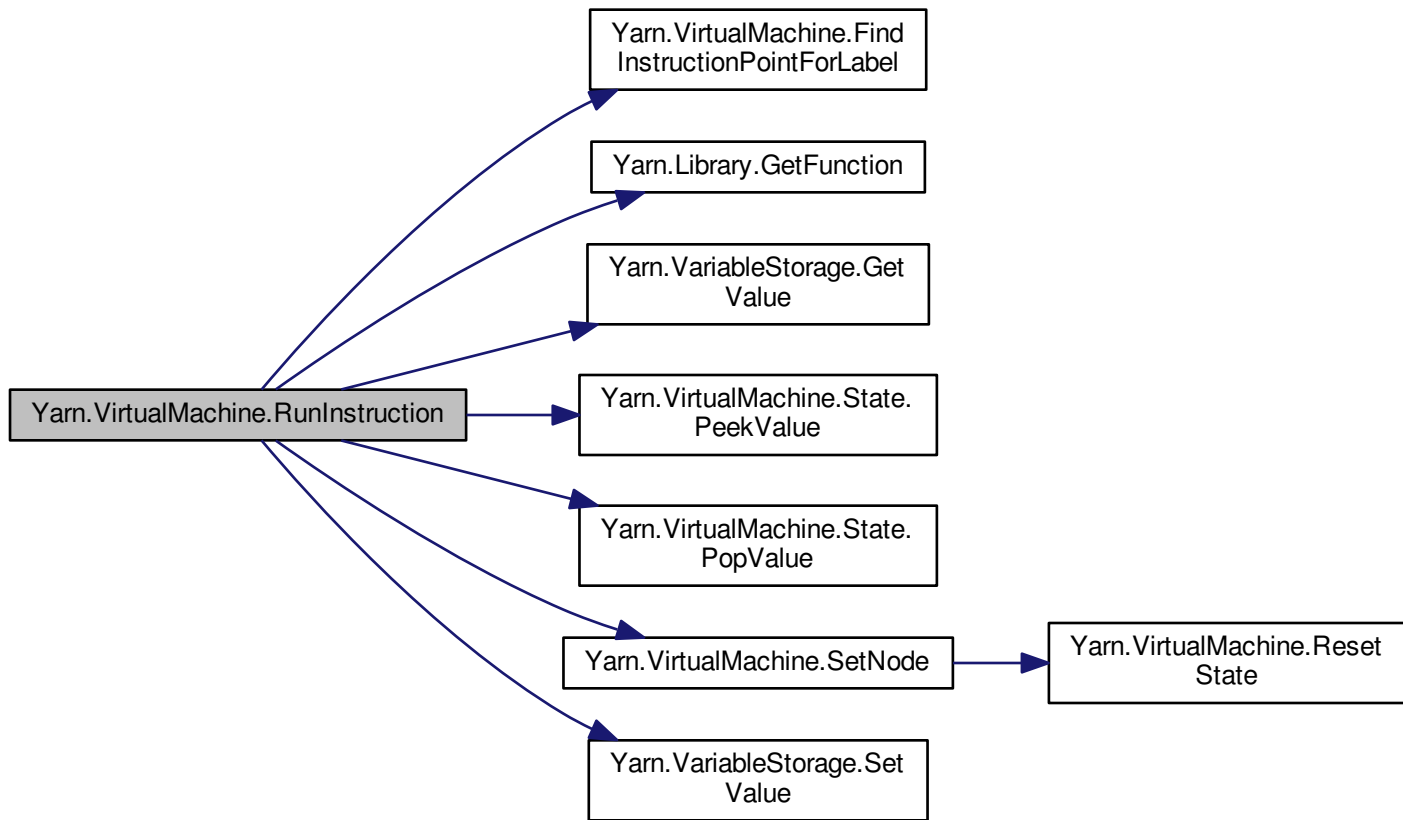 Yarn.VirtualMachine.Find
InstructionPointForLabel
Yarn.Library.GetFunction
Yarn.VariableStorage.Get
Value
Yarn.VirtualMachine.RunInstruction
Yarn.VirtualMachine.State.
PeekValue
Yarn.VirtualMachine.State.
PopValue
Yarn.VirtualMachine.SetNode
Yarn.VirtualMachine.Reset
State
Yarn.VariableStorage.Set
Value